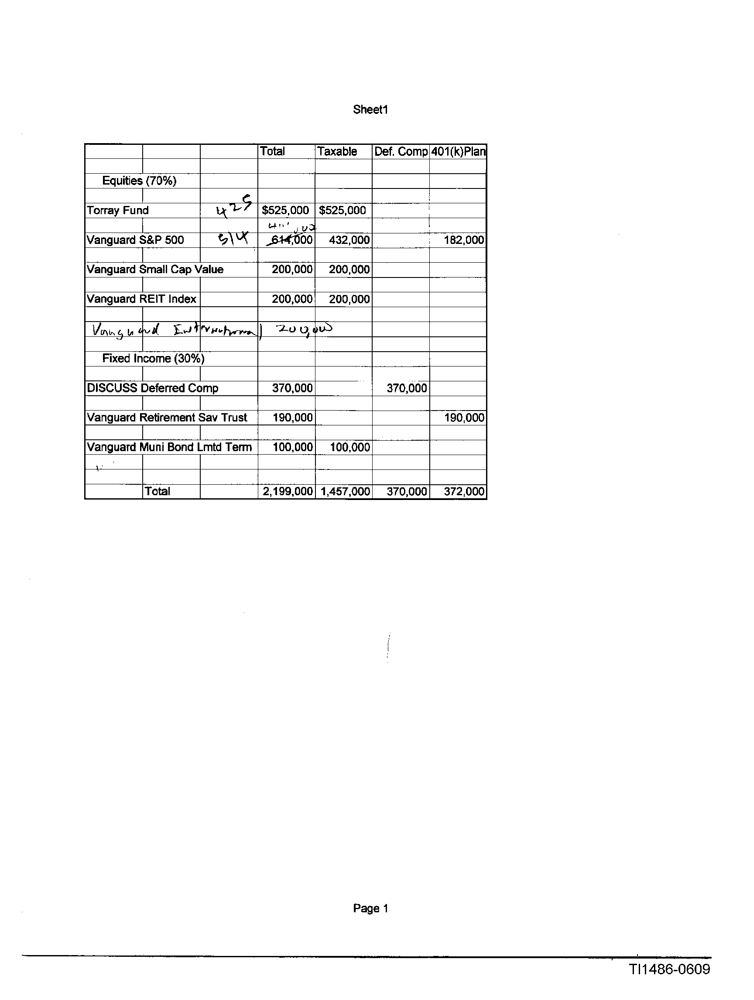 Sheet1
Total Taxable Def. Comp 401(k)Plan
Equities (70%)
Torray Fund 425 $525,000 $525,000
Vanguard S&P 500 514 614,000 432,000 182,000
Vanguard Small Cap Value 200,000 200,000
Vanguard REIT Index 200,000 200,000
Vanguard International 200,000
Fixed Income (30%)
DISCUSS Deferred Comp 370,000 370,000
Vanguard Retirement Sav Trust 190,000 190,000
Vanguard Muni Bond Lmtd Term 100,000 100,000
Total 2,199,000 1,457,000 370,000 372,000
Page 1
TI1486-0609